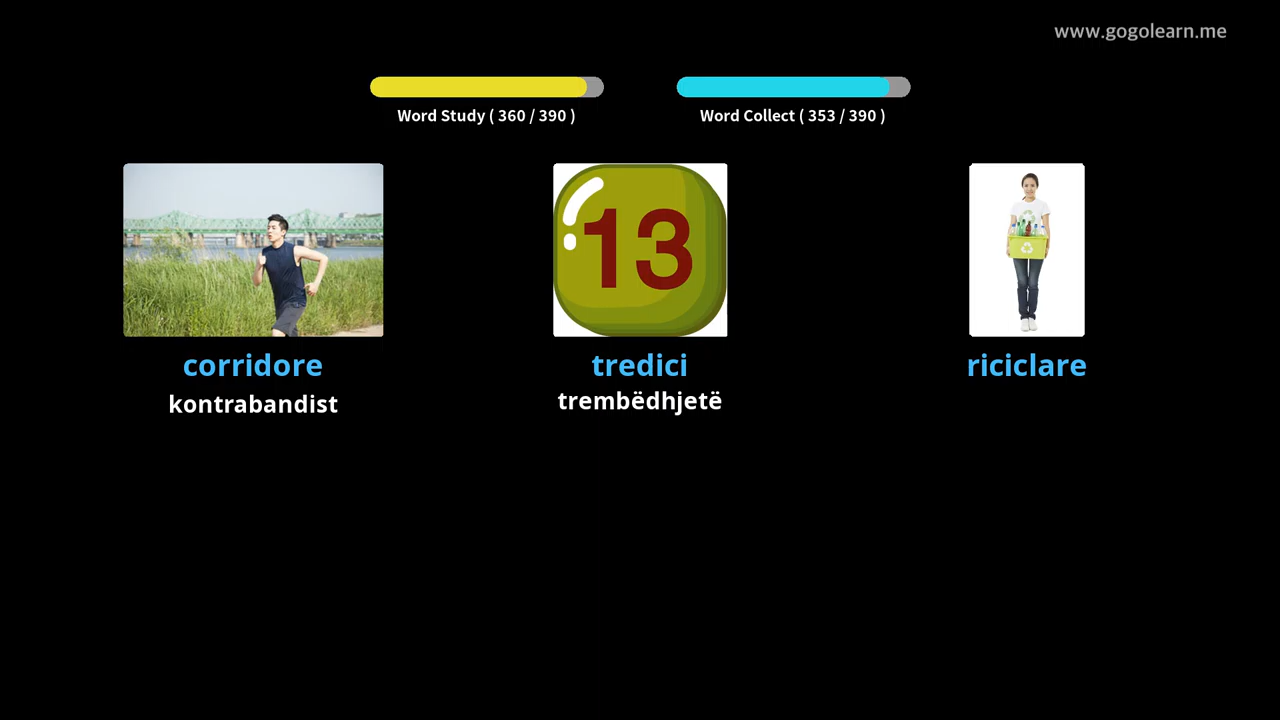 www.gogolearn.me
Word Study ( 360 / 390 )
Word Collect ( 353 / 390 )
13
corridore
tredici
riciclare
kontrabandist
trembëdhjetë